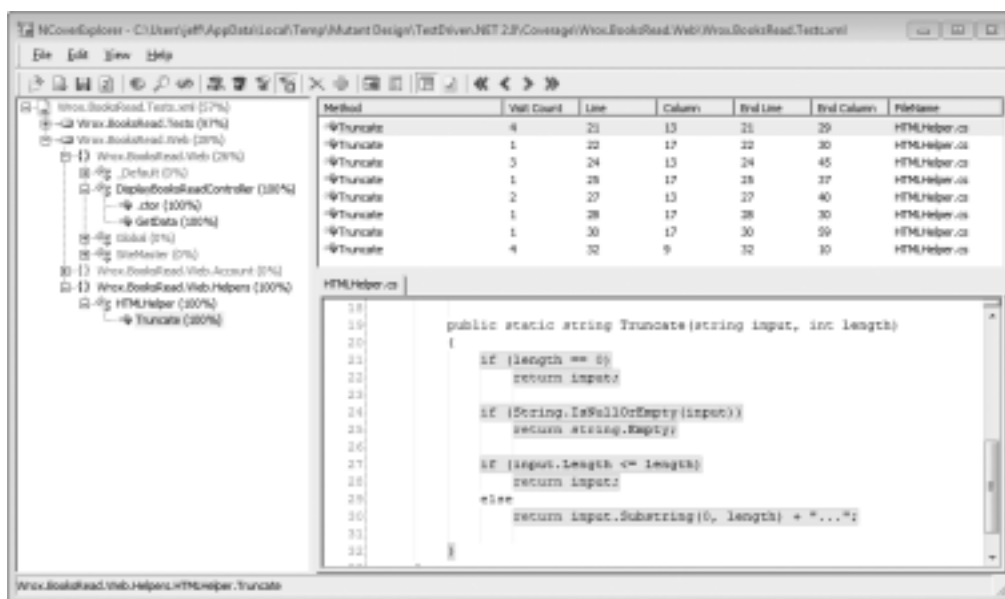 NCoverExplorer - C:\Users\jeff\AppData\Local\Temp\Mutant Design\TestDriven.NET 2.0\Coverage\Wrox.BooksRead.Web\Wrox.BooksRead.Tests.xml
File Edit View Help
Wrox.BooksRead.Tests.xml (57%)
Wrox.BooksRead.Tests (97%)
Wrox.BooksRead.Web (28%)
Wrox.BooksRead.Web (26%)
_Default (0%)
DisplayBooksReadController (100%)
.ctor (100%)
GetData (100%)
Global (0%)
SiteMaster (0%)
Wrox.BooksRead.Web.Account (0%)
Wrox.BooksRead.Web.Helpers (100%)
HTMLHelper (100%)
Truncate (100%)
Method Visit Count Line Column End Line End Column FileName
Truncate 4 21 13 21 29 HTMLHelper.cs
Truncate 1 22 17 22 30 HTMLHelper.cs
Truncate 3 24 13 24 45 HTMLHelper.cs
Truncate 1 25 17 25 37 HTMLHelper.cs
Truncate 2 27 13 27 40 HTMLHelper.cs
Truncate 1 28 17 28 30 HTMLHelper.cs
Truncate 1 30 17 30 59 HTMLHelper.cs
Truncate 4 32 9 32 10 HTMLHelper.cs
HTMLHelper.cs
18
19 public static string Truncate(string input, int length)
20 {
21 if (length == 0)
22 return input;
23
24 if (String.IsNullOrEmpty(input))
25 return string.Empty;
26
27 if (input.Length <= length)
28 return input;
29 else
30 return input.Substring(0, length) + "...";
31
32 }
Wrox.BooksRead.Web.Helpers.HTMLHelper.Truncate